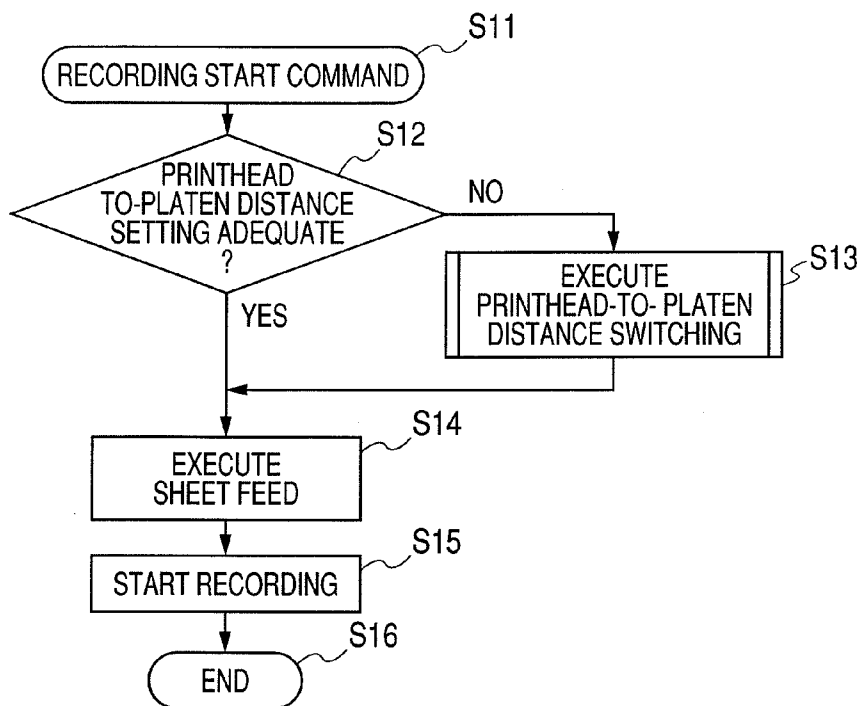 S11
RECORDING START COMMAND
S12
PRINTHEAD
TO-PLATEN DISTANCE
SETTING ADEQUATE
?
NO
YES
S13
EXECUTE
PRINTHEAD-TO- PLATEN
DISTANCE SWITCHING
S14
EXECUTE
SHEET FEED
S15
START RECORDING
S16
END